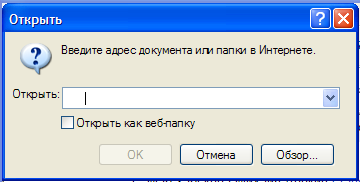 Открыть
Введите адрес документа или папки в Интернете.
Открыть:
Открыть как веб-папку
OK
Отмена
Обзор...